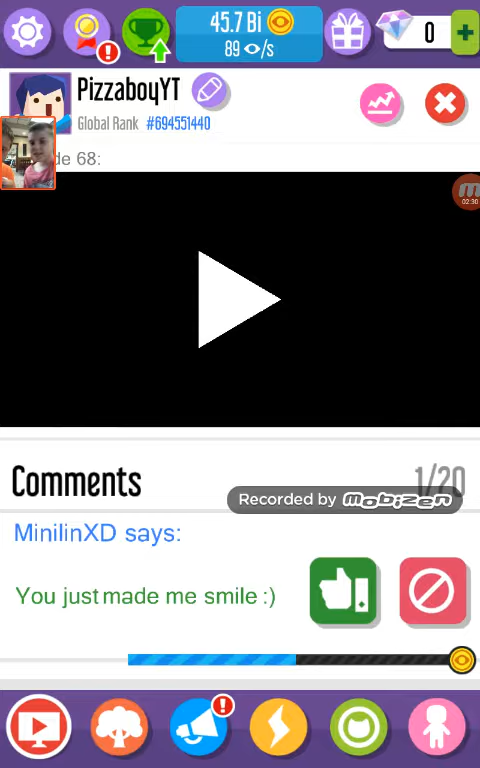 45.7 Bi
89 /s
0
PizzaboyYT
Global Rank #694551440
de 68:
02:30
Comments
1/20
Recorded by mobizen
MinilinXD says:
You just made me smile :)